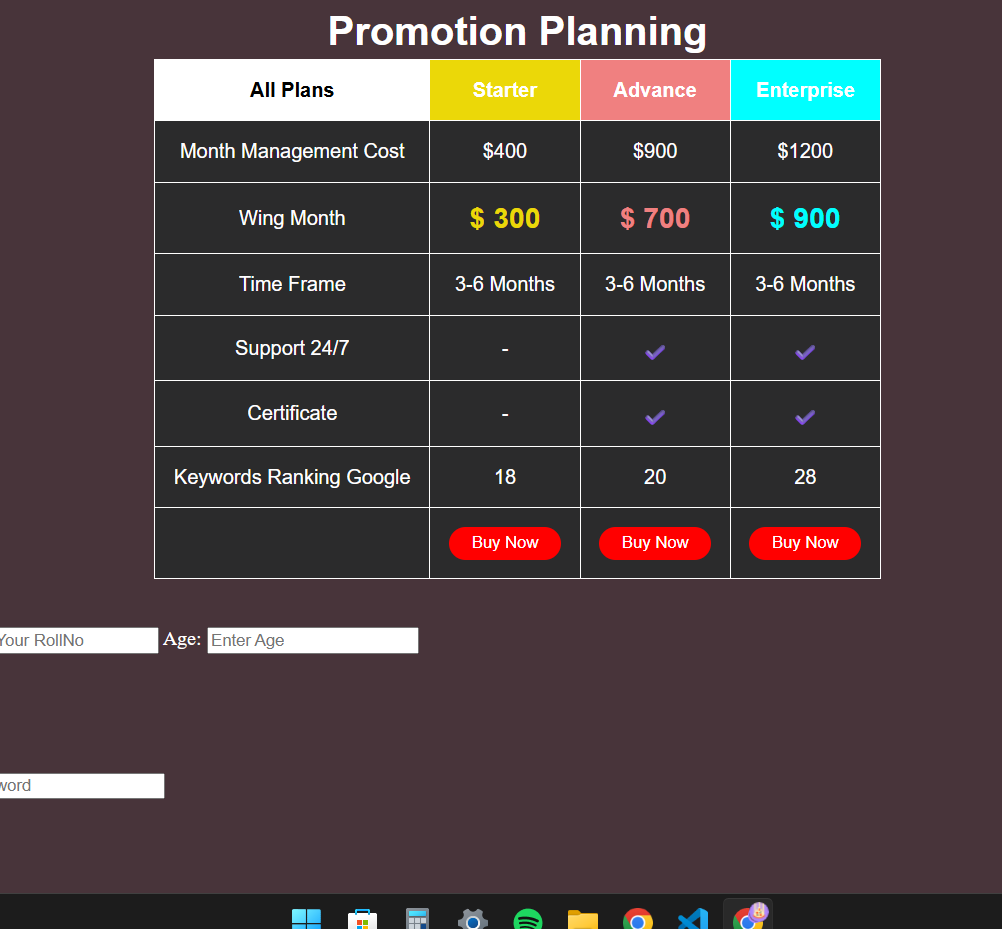 Promotion Planning
All Plans Starter Advance Enterprise
Month Management Cost $400 $900 $1200
Wing Month $ 300 $ 700 $ 900
Time Frame 3-6 Months 3-6 Months 3-6 Months
Support 24/7 - ✔ ✔
Certificate - ✔ ✔
Keywords Ranking Google 18 20 28
Buy Now Buy Now Buy Now
Your RollNo Age: Enter Age